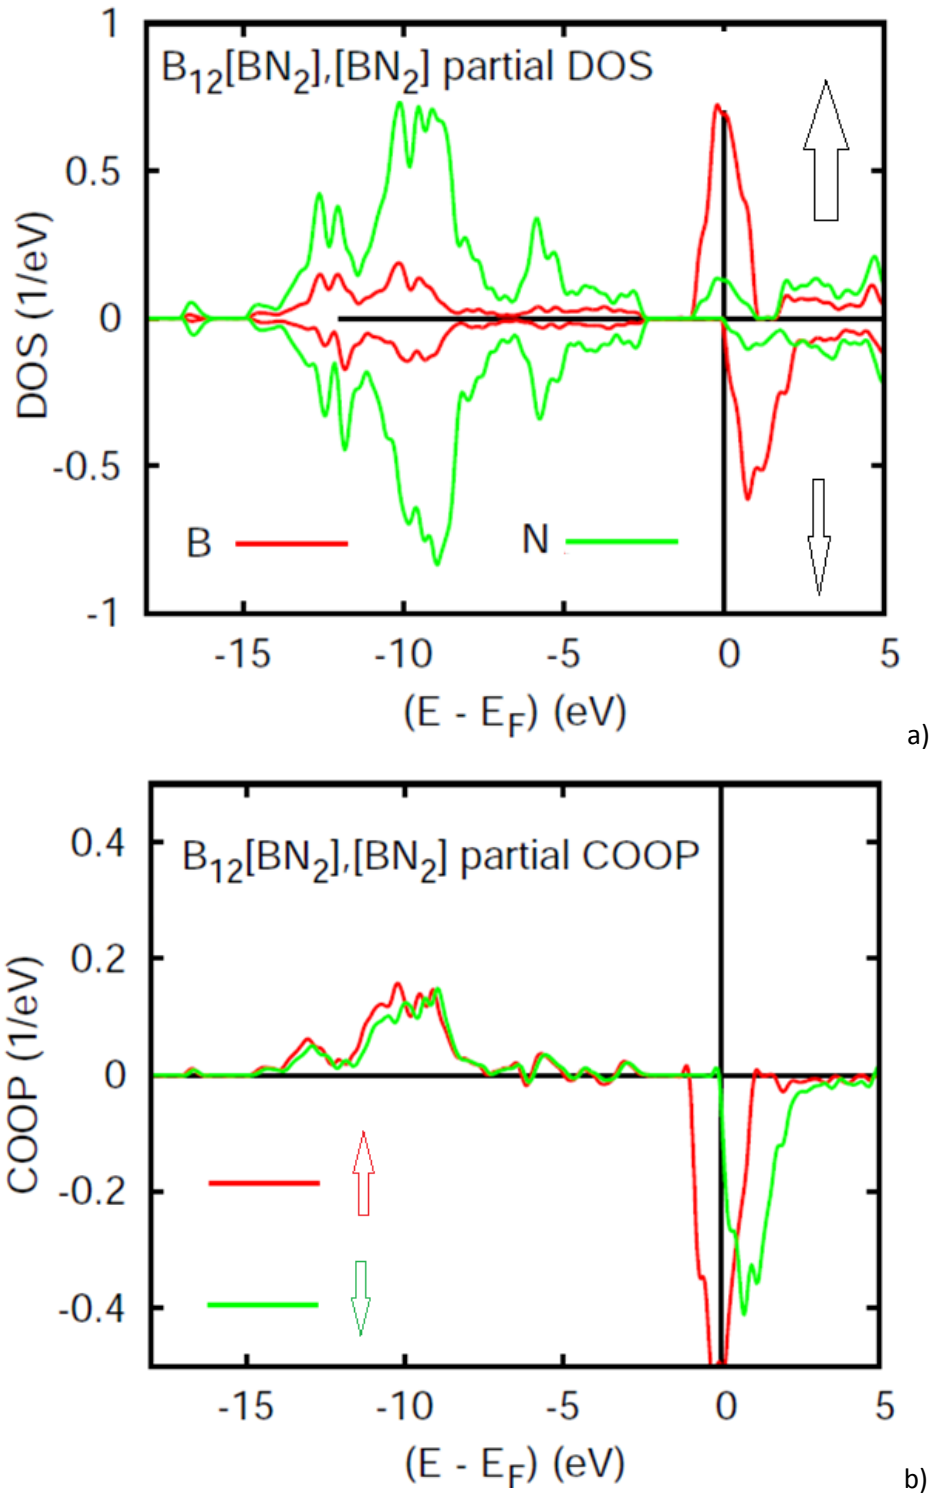 B12[BN2],[BN2] partial DOS
1
0.5
0
-0.5
-1
DOS (1/eV)
B
N
-15
-10
-5
0
5
(E - EF) (eV)
a)
B12[BN2],[BN2] partial COOP
0.4
0.2
0
-0.2
-0.4
COOP (1/eV)
-15
-10
-5
0
5
(E - EF) (eV)
b)